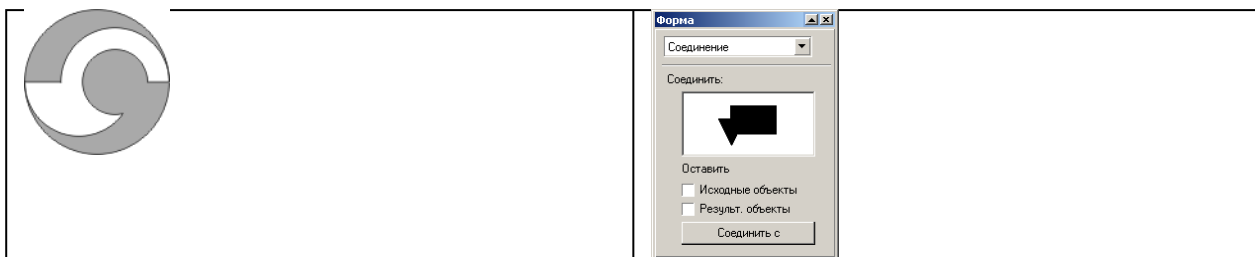 Форма
Соединение
Соединить:
Оставить
Исходные объекты
Результ. объекты
Соединить с